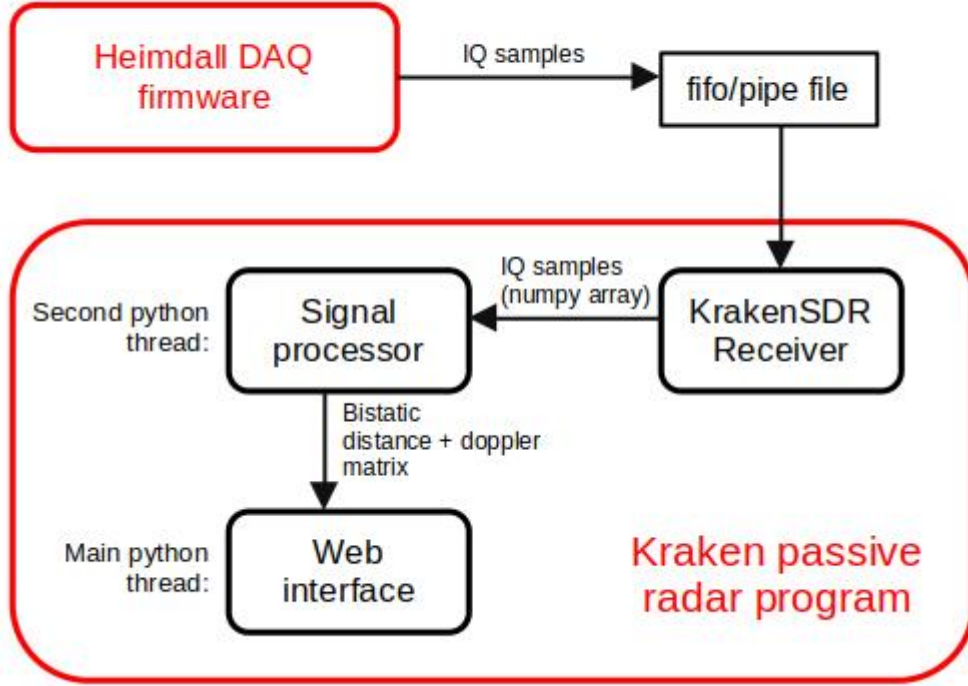 Heimdall DAQ
firmware
IQ samples
fifo/pipe file
IQ samples
(numpy array)
Second python
thread:
Signal
processor
KrakenSDR
Receiver
Bistatic
distance + doppler
matrix
Main python
thread:
Web
interface
Kraken passive
radar program